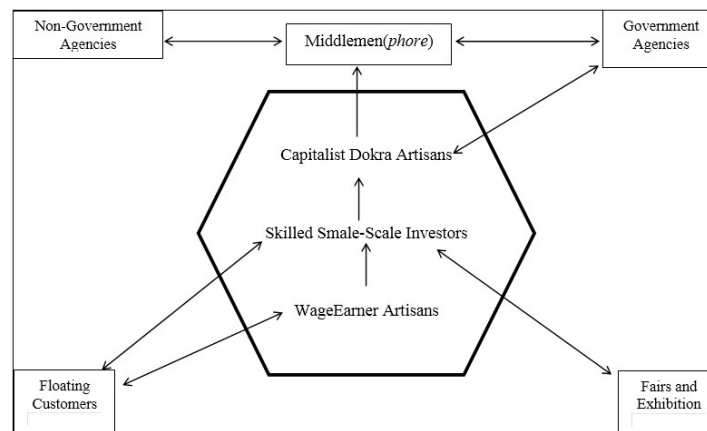 Non-Government
Agencies
Middlemen(phore)
Government
Agencies
Capitalist Dokra Artisans
Skilled Smale-Scale Investors
WageEarner Artisans
Floating
Customers
Fairs and
Exhibition